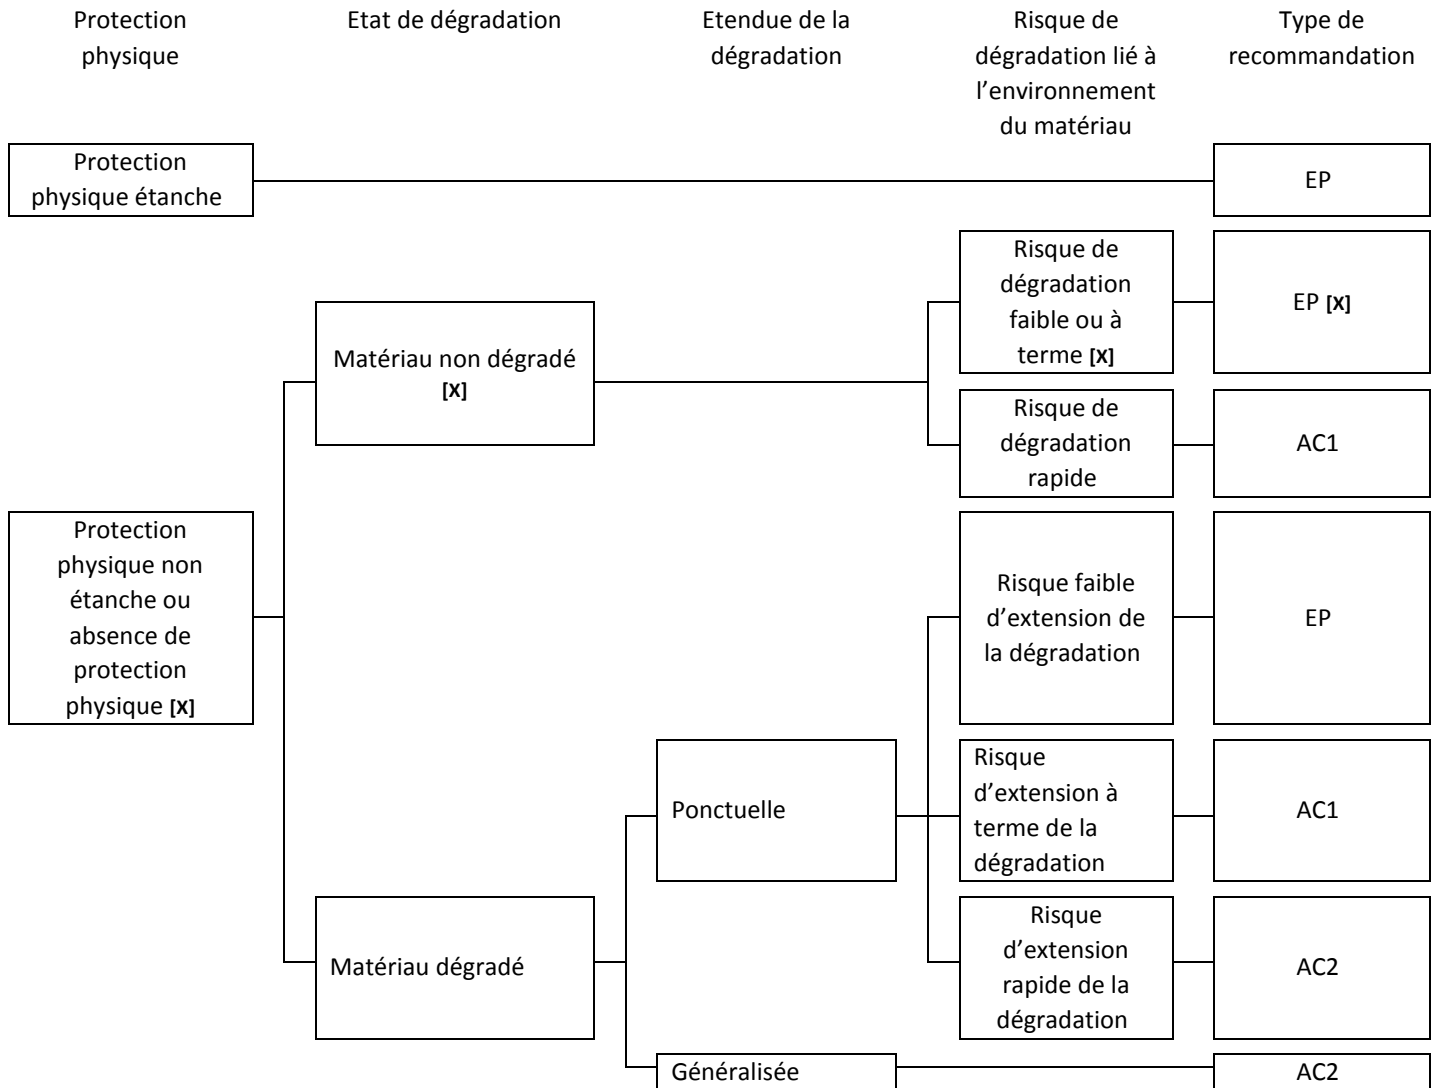 Protection
physique
Etat de dégradation
Etendue de la
dégradation
Risque de
dégradation lié à
l’environnement
du matériau
Type de
recommandation
Protection
physique étanche
EP
Risque de
dégradation
faible ou à
terme [X]
EP [X]
Matériau non dégradé
[X]
Risque de
dégradation
rapide
AC1
Protection
physique non
étanche ou
absence de
protection
physique [X]
Risque faible
d’extension de
la dégradation
EP
Ponctuelle
Risque
d’extension à
terme de la
dégradation
AC1
Matériau dégradé
Risque
d’extension
rapide de la
dégradation
AC2
Généralisée
AC2